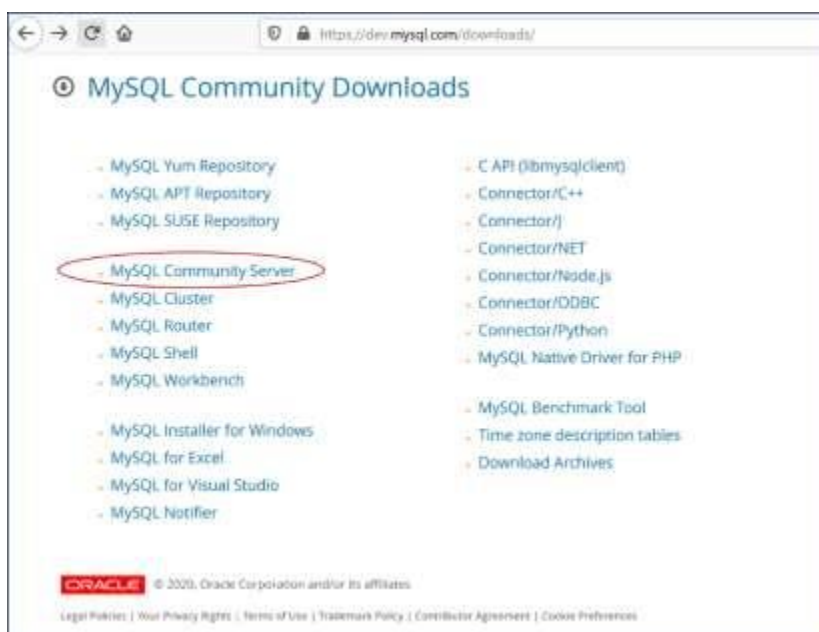 https://dev.mysql.com/downloads/
MySQL Community Downloads
MySQL Yum Repository
MySQL APT Repository
MySQL SUSE Repository
MySQL Community Server
MySQL Cluster
MySQL Router
MySQL Shell
MySQL Workbench
MySQL Installer for Windows
MySQL for Excel
MySQL for Visual Studio
MySQL Notifier
C API (libmysqlclient)
Connector/C++
Connector/J
Connector/NET
Connector/Node.js
Connector/ODBC
Connector/Python
MySQL Native Driver for PHP
MySQL Benchmark Tool
Time zone description tables
Download Archives
ORACLE © 2020, Oracle Corporation and/or its affiliates
Legal Policies | Your Privacy Rights | Terms of Use | Trademark Policy | Contributor Agreement | Cookie Preferences